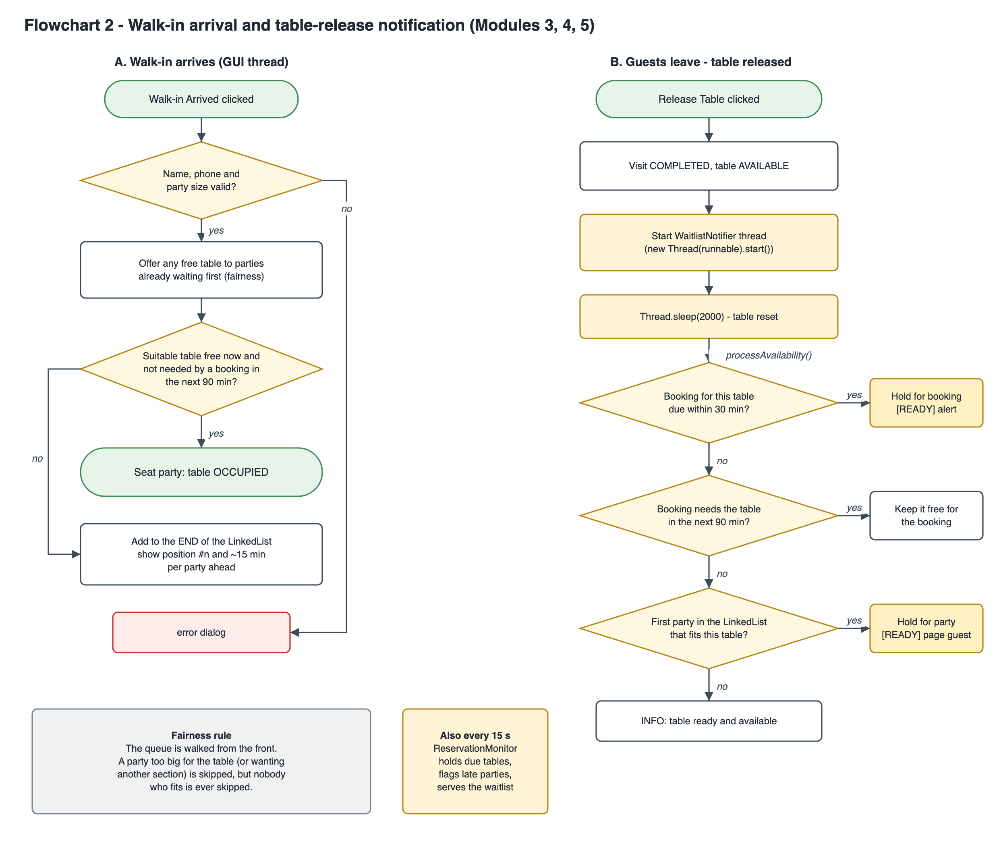 Flowchart 2 - Walk-in arrival and table-release notification (Modules 3, 4, 5)
A. Walk-in arrives (GUI thread)
Walk-in Arrived clicked
Name, phone and
party size valid?
no
yes
Offer any free table to parties
already waiting first (fairness)
Suitable table free now and
not needed by a booking in
the next 90 min?
yes
no
Seat party: table OCCUPIED
Add to the END of the LinkedList
show position #n and ~15 min
per party ahead
error dialog
Fairness rule
The queue is walked from the front.
A party too big for the table (or wanting
another section) is skipped, but nobody
who fits is ever skipped.
Also every 15 s
ReservationMonitor
holds due tables,
flags late parties,
serves the waitlist
B. Guests leave - table released
Release Table clicked
Visit COMPLETED, table AVAILABLE
Start WaitlistNotifier thread
(new Thread(runnable).start())
Thread.sleep(2000) - table reset
processAvailability()
Booking for this table
due within 30 min?
yes
Hold for booking
[READY] alert
no
Booking needs the table
in the next 90 min?
yes
Keep it free for
the booking
no
First party in the LinkedList
that fits this table?
yes
Hold for party
[READY] page guest
no
INFO: table ready and available